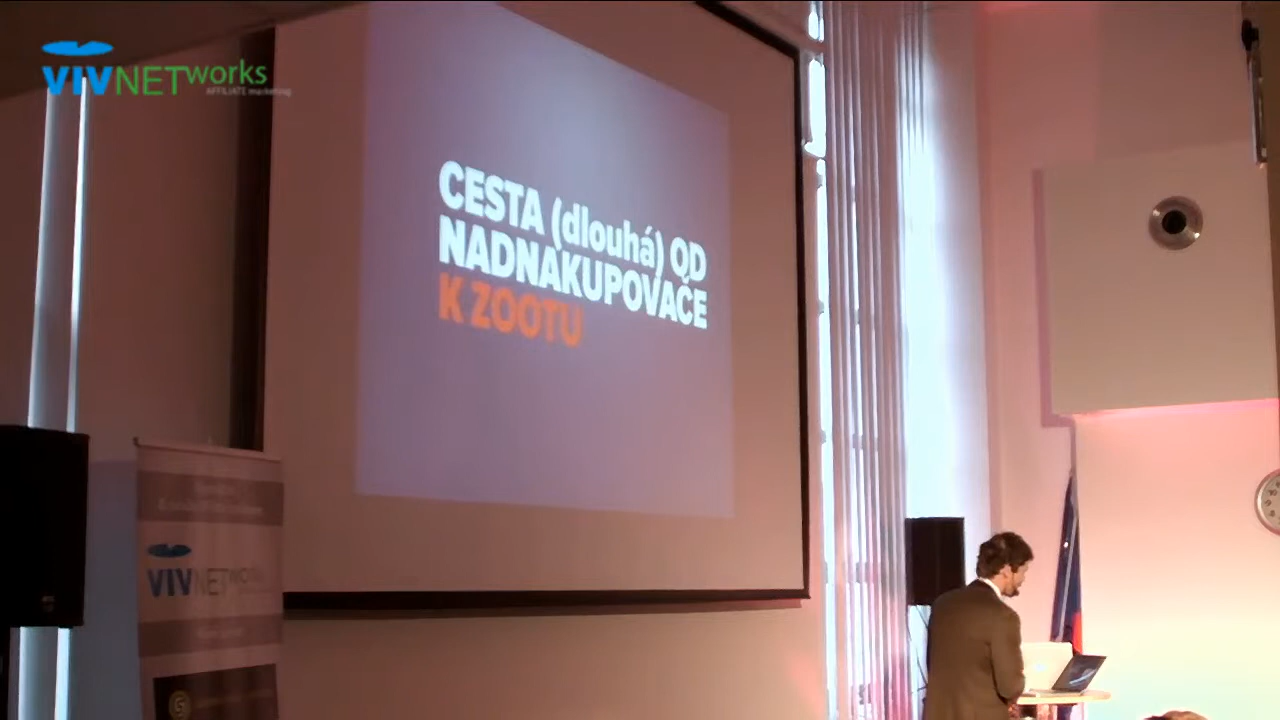 VIVNETworks
AFFILIATE marketing
CESTA (dlouhá) OD
NADNAKUPOVAČE
K ZOOTU
VIVNETworks